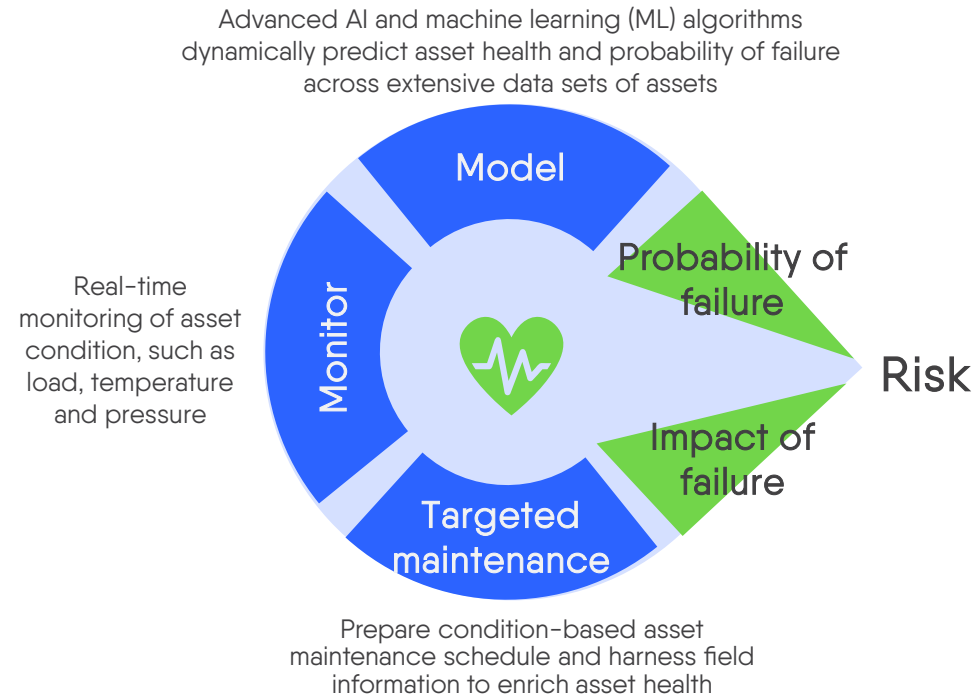 Advanced AI and machine learning (ML) algorithms
dynamically predict asset health and probability of failure
across extensive data sets of assets
Model
Probability of
failure
Real-time
monitoring of asset
condition, such as
load, temperature
and pressure
Monitor
Risk
Impact of
failure
Targeted
maintenance
Prepare condition-based asset
maintenance schedule and harness field
information to enrich asset health